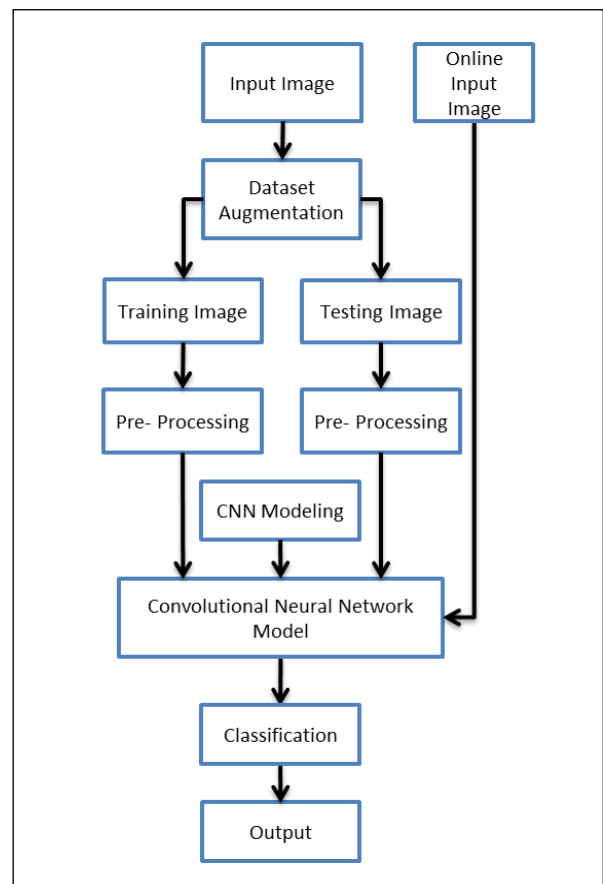 Input Image
Online
Input
Image
Dataset
Augmentation
Training Image
Testing Image
Pre- Processing
Pre- Processing
CNN Modeling
Convolutional Neural Network
Model
Classification
Output